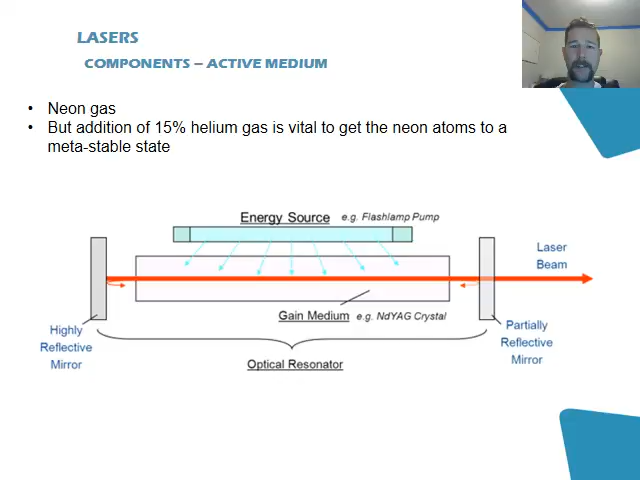 LASERS
COMPONENTS – ACTIVE MEDIUM
• Neon gas
• But addition of 15% helium gas is vital to get the neon atoms to a
meta-stable state
Energy Source e.g. Flashlamp Pump
Laser
Beam
Gain Medium e.g. NdYAG Crystal
Highly
Reflective
Mirror
Partially
Reflective
Mirror
Optical Resonator